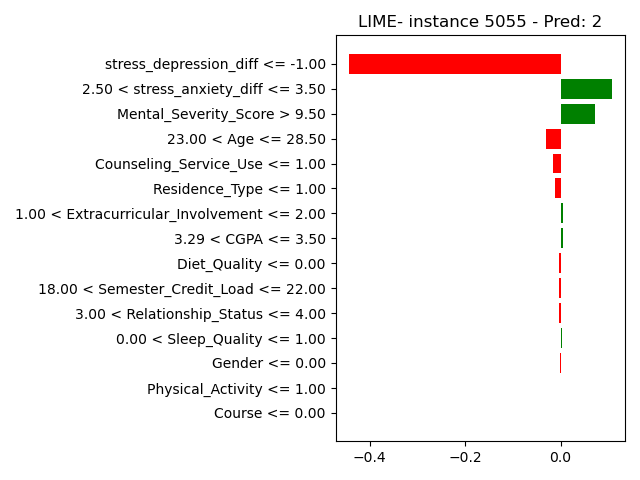 LIME- instance 5055 - Pred: 2
stress_depression_diff <= -1.00
2.50 < stress_anxiety_diff <= 3.50
Mental_Severity_Score > 9.50
23.00 < Age <= 28.50
Counseling_Service_Use <= 1.00
Residence_Type <= 1.00
1.00 < Extracurricular_Involvement <= 2.00
3.29 < CGPA <= 3.50
Diet_Quality <= 0.00
18.00 < Semester_Credit_Load <= 22.00
3.00 < Relationship_Status <= 4.00
0.00 < Sleep_Quality <= 1.00
Gender <= 0.00
Physical_Activity <= 1.00
Course <= 0.00
−0.4 −0.2 0.0